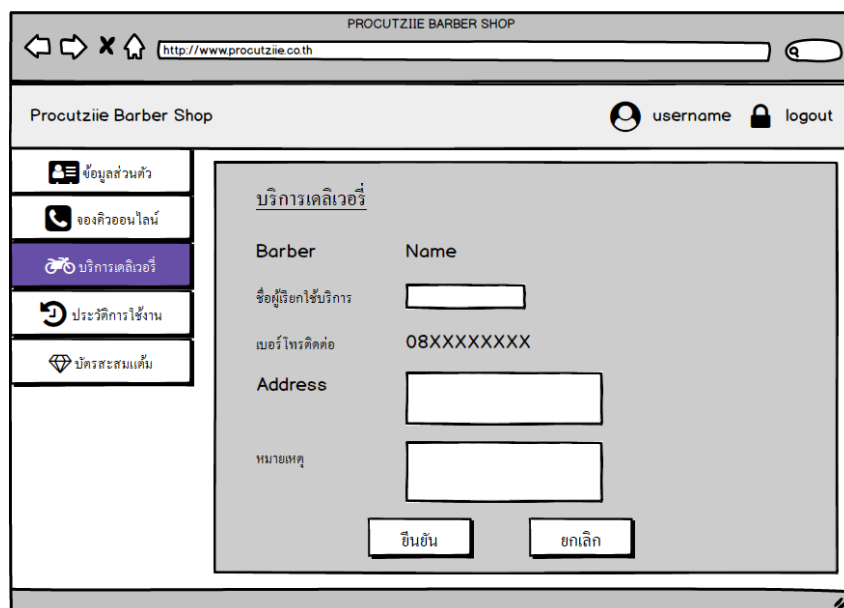 PROCUTZIIE BARBER SHOP
http://www.procutziie.co.th
Procutziie Barber Shop
username
logout
ข้อมูลส่วนตัว
จองคิวออนไลน์
บริการเดลิเวอรี่
ประวัติการใช้งาน
บัตรสะสมแต้ม
บริการเดลิเวอรี่
Barber Name
ชื่อผู้เรียกใช้บริการ
เบอร์โทรติดต่อ 08XXXXXXXX
Address
หมายเหตุ
ยืนยัน ยกเลิก